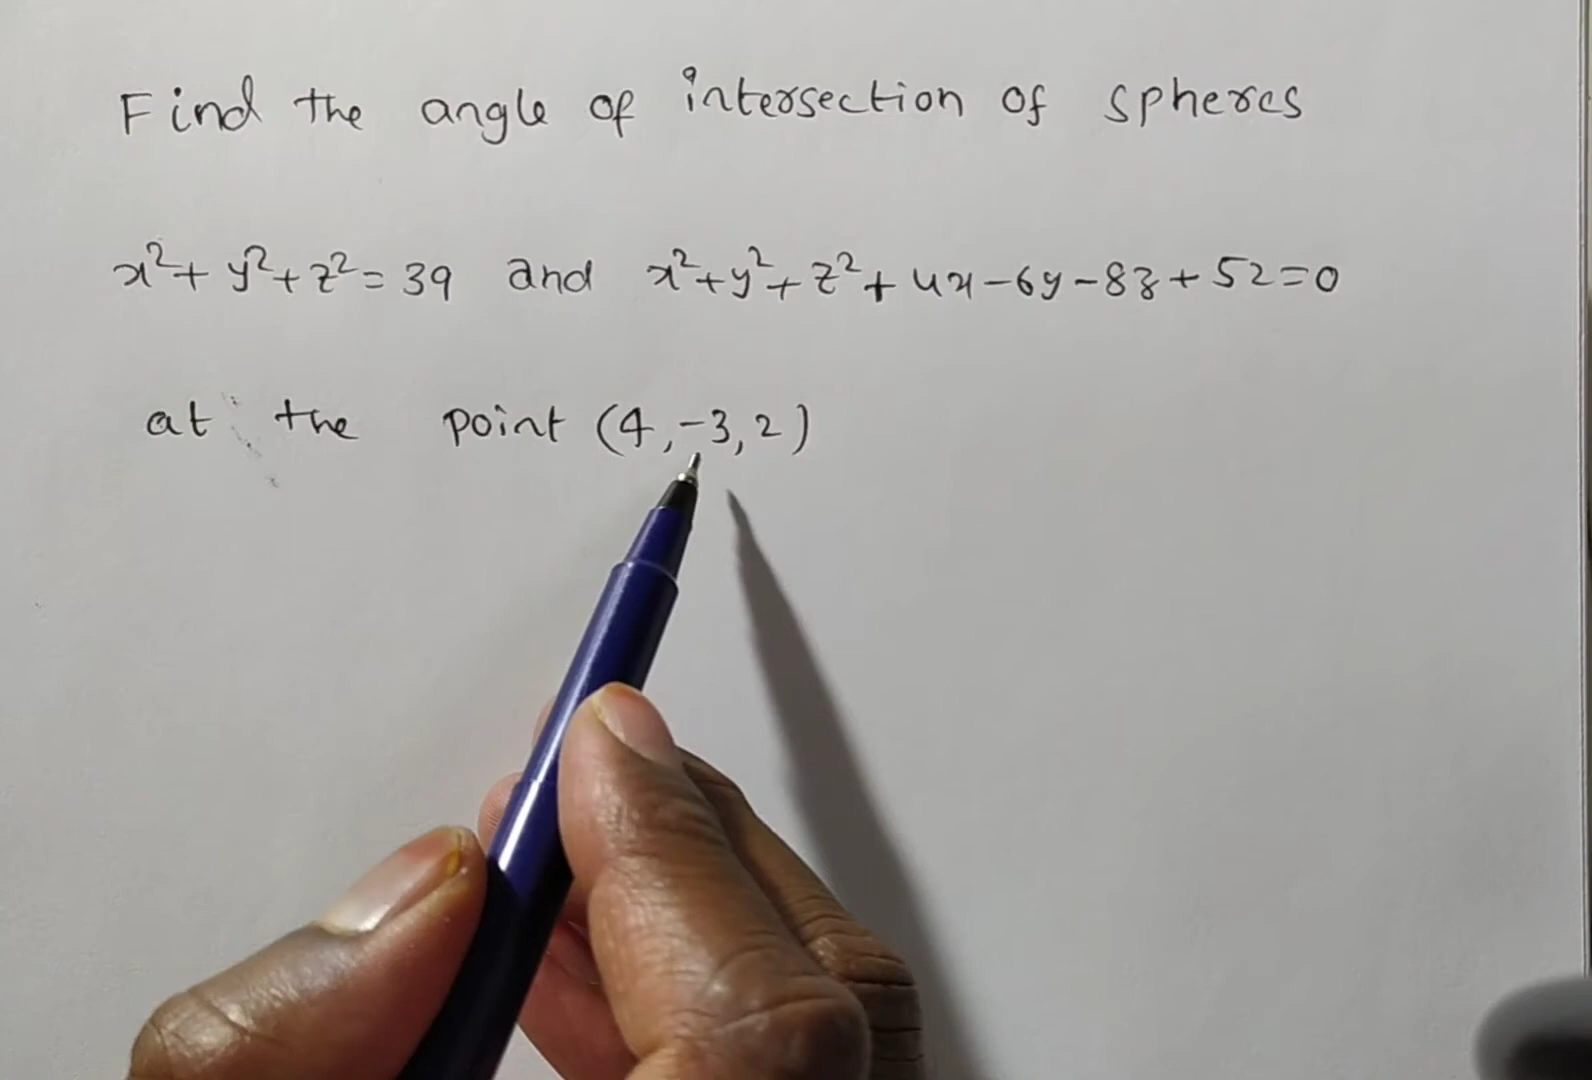 Find the angle of intersection of spheres
x²+y²+z²=39 and x²+y²+z²+4x-6y-8z+52=0
at the point (4,-3,2)